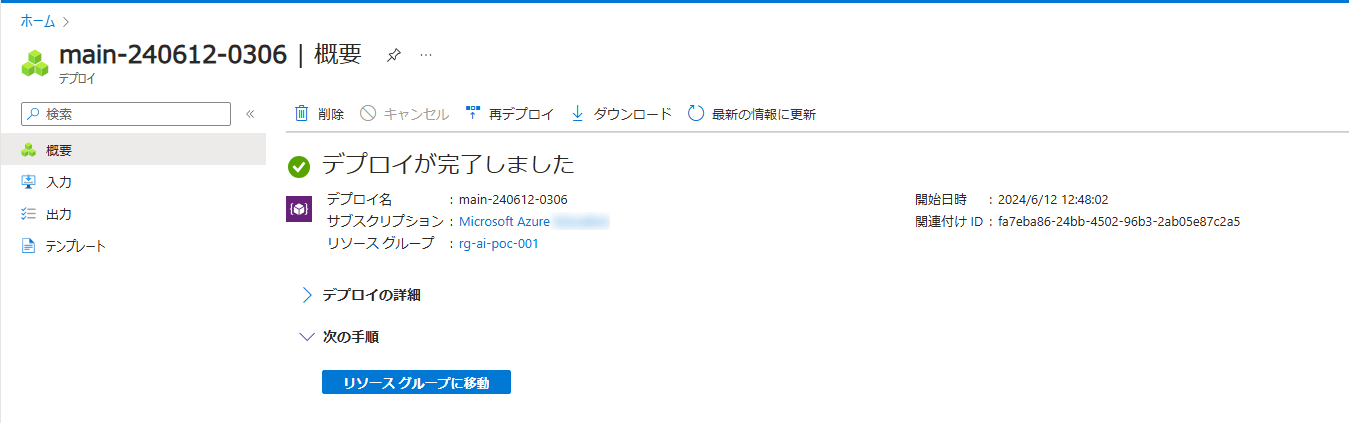 ホーム
main-240612-0306 | 概要
デプロイ
検索
削除 キャンセル 再デプロイ ダウンロード 最新の情報に更新
概要
入力
出力
テンプレート
デプロイが完了しました
デプロイ名 : main-240612-0306
サブスクリプション : Microsoft Azure
リソース グループ : rg-ai-poc-001
開始日時 : 2024/6/12 12:48:02
関連付け ID : fa7eba86-24bb-4502-96b3-2ab05e87c2a5
デプロイの詳細
次の手順
リソース グループに移動